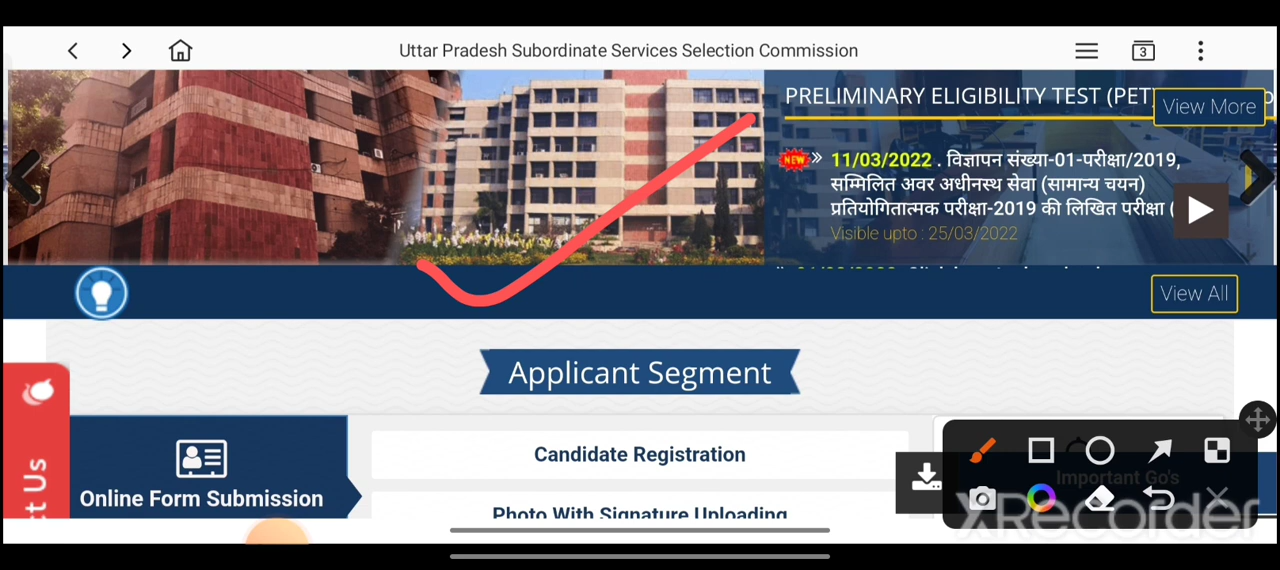 Uttar Pradesh Subordinate Services Selection Commission
3
PRELIMINARY ELIGIBILITY TEST (PET)
View More
NEW
11/03/2022 . विज्ञापन संख्या-01-परीक्षा/2019,
सम्मिलित अवर अधीनस्थ सेवा (सामान्य चयन)
प्रतियोगितात्मक परीक्षा-2019 की लिखित परीक्षा (
Visible upto : 25/03/2022
View All
Applicant Segment
Candidate Registration
Online Form Submission
Photo With Signature Uploading
Us
Important Go's
XRecorder